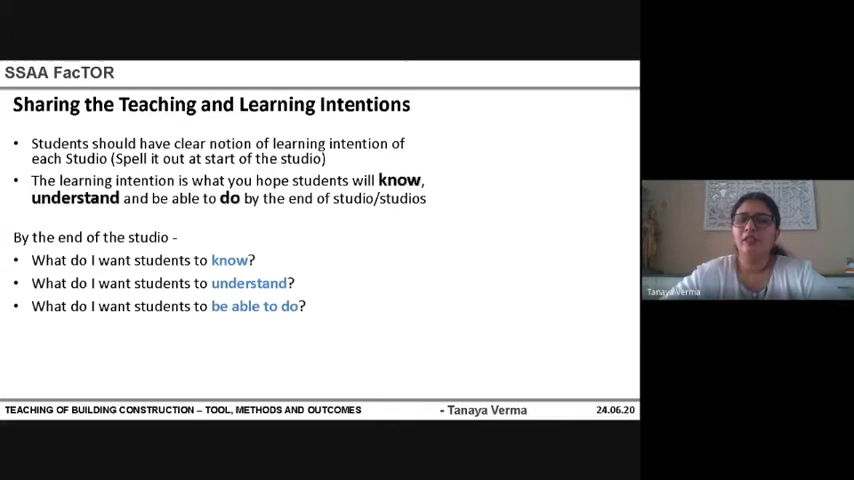 SSAA FacTOR
Sharing the Teaching and Learning Intentions
• Students should have clear notion of learning intention of
each Studio (Spell it out at start of the studio)
• The learning intention is what you hope students will know,
understand and be able to do by the end of studio/studios
By the end of the studio -
• What do I want students to know?
• What do I want students to understand?
• What do I want students to be able to do?
Tanaya Verma
TEACHING OF BUILDING CONSTRUCTION – TOOL, METHODS AND OUTCOMES - Tanaya Verma 24.06.20